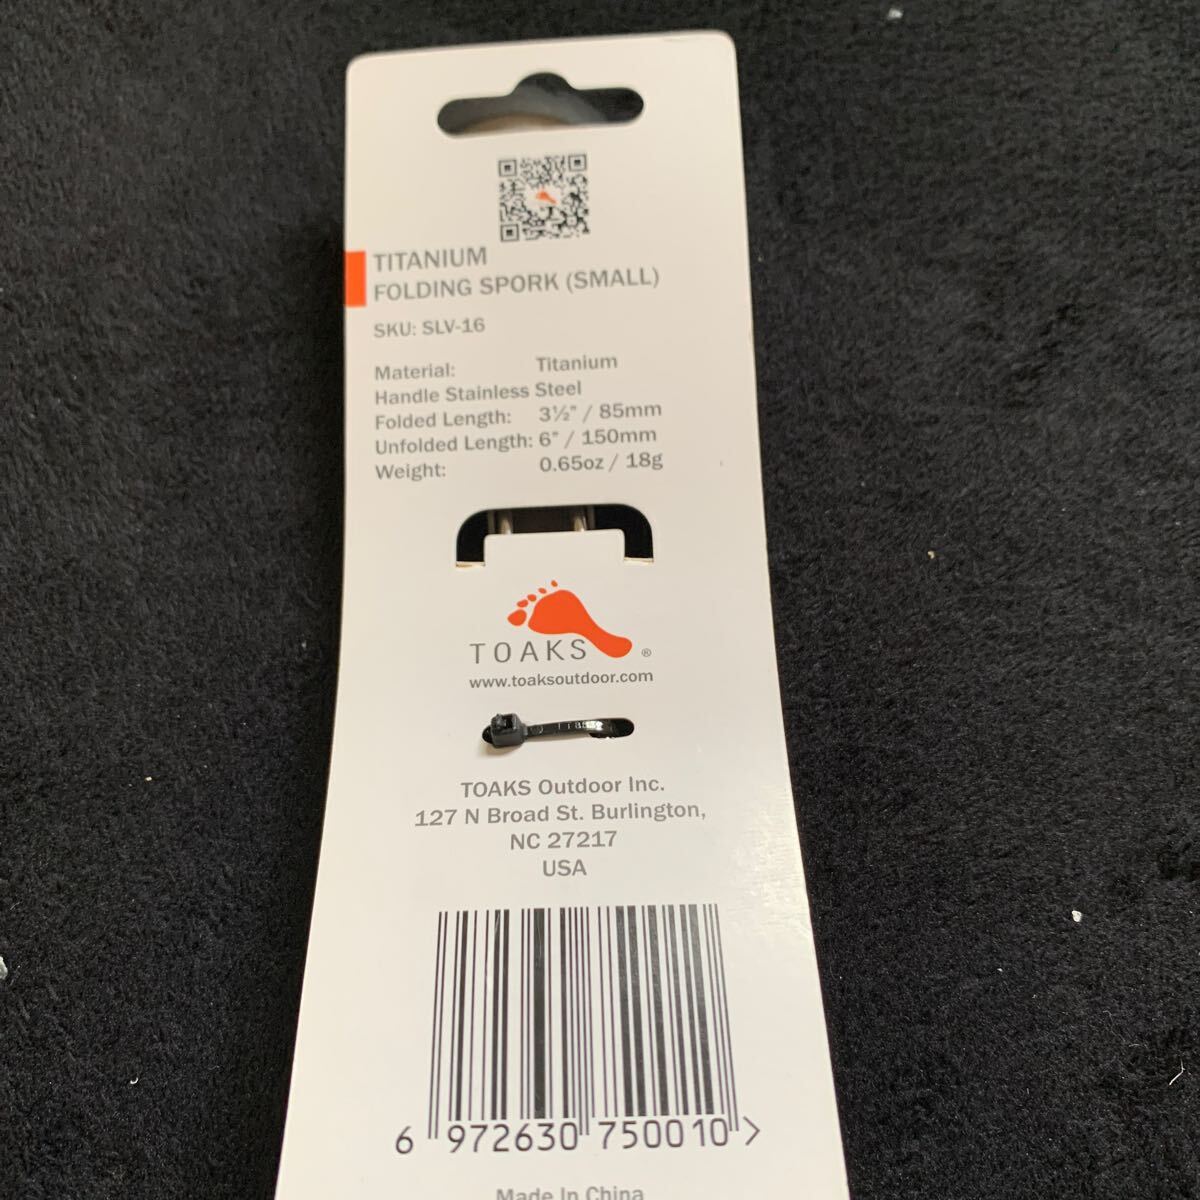 TITANIUM
FOLDING SPORK (SMALL)
SKU: SLV-16
Material: Titanium
Handle Stainless Steel
Folded Length: 3½" / 85mm
Unfolded Length: 6" / 150mm
Weight: 0.65oz / 18g
TOAKS ®
www.toaksoutdoor.com
TOAKS Outdoor Inc.
127 N Broad St. Burlington,
NC 27217
USA
6 972630 750010 >
Made In China